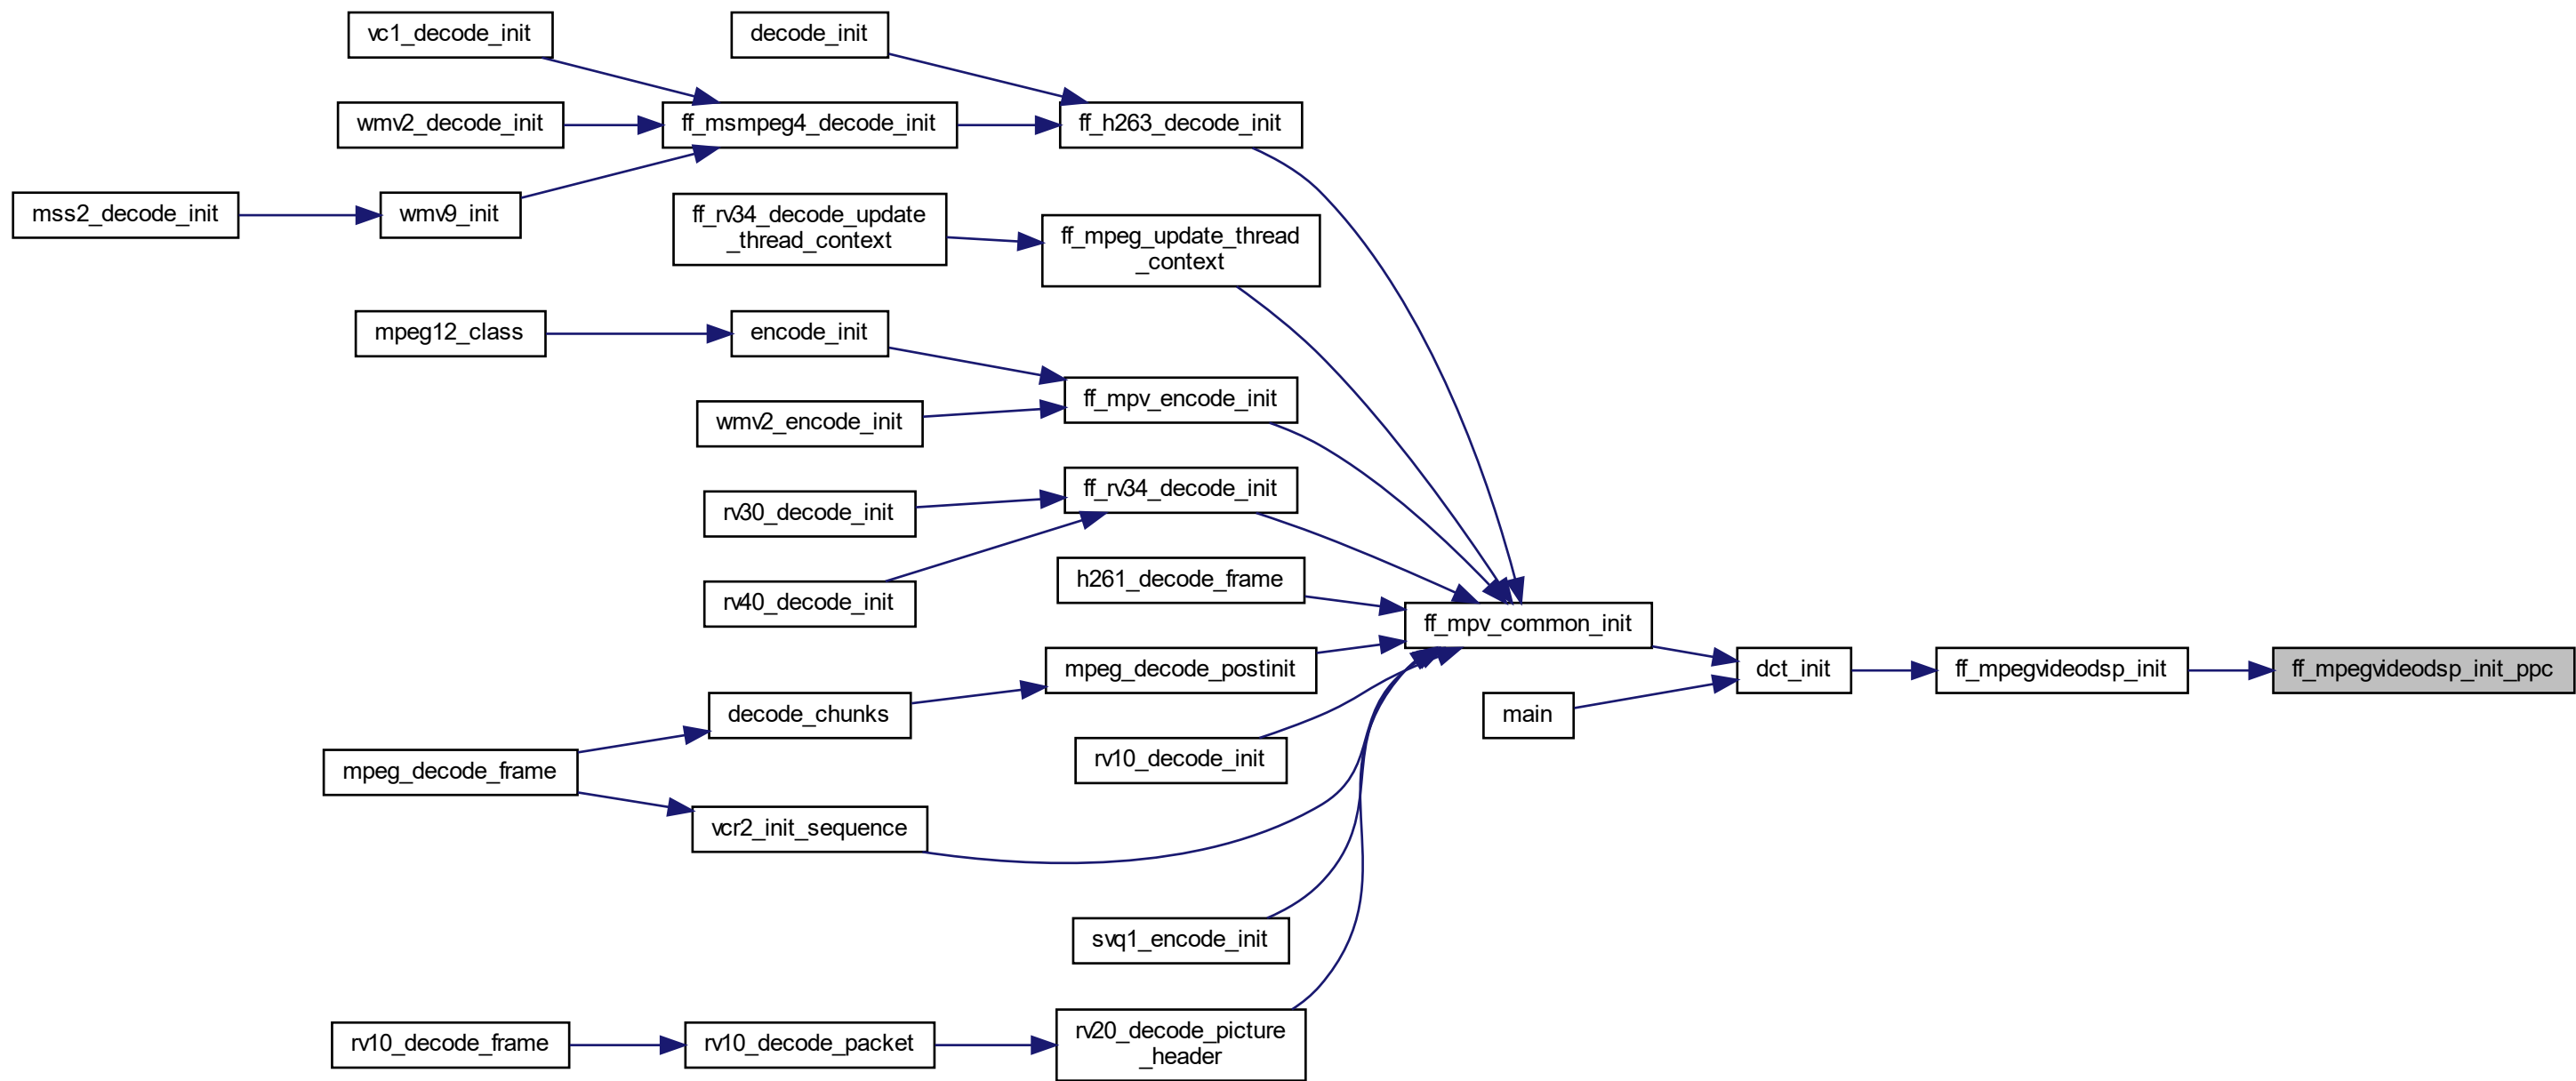 vc1_decode_init
decode_init
wmv2_decode_init
ff_msmpeg4_decode_init
ff_h263_decode_init
mss2_decode_init
wmv9_init
ff_rv34_decode_update
_thread_context
ff_mpeg_update_thread
_context
mpeg12_class
encode_init
ff_mpv_encode_init
wmv2_encode_init
ff_rv34_decode_init
rv30_decode_init
h261_decode_frame
rv40_decode_init
ff_mpv_common_init
mpeg_decode_postinit
dct_init
ff_mpegvideodsp_init
ff_mpegvideodsp_init_ppc
decode_chunks
main
rv10_decode_init
mpeg_decode_frame
vcr2_init_sequence
svq1_encode_init
rv10_decode_frame
rv10_decode_packet
rv20_decode_picture
_header